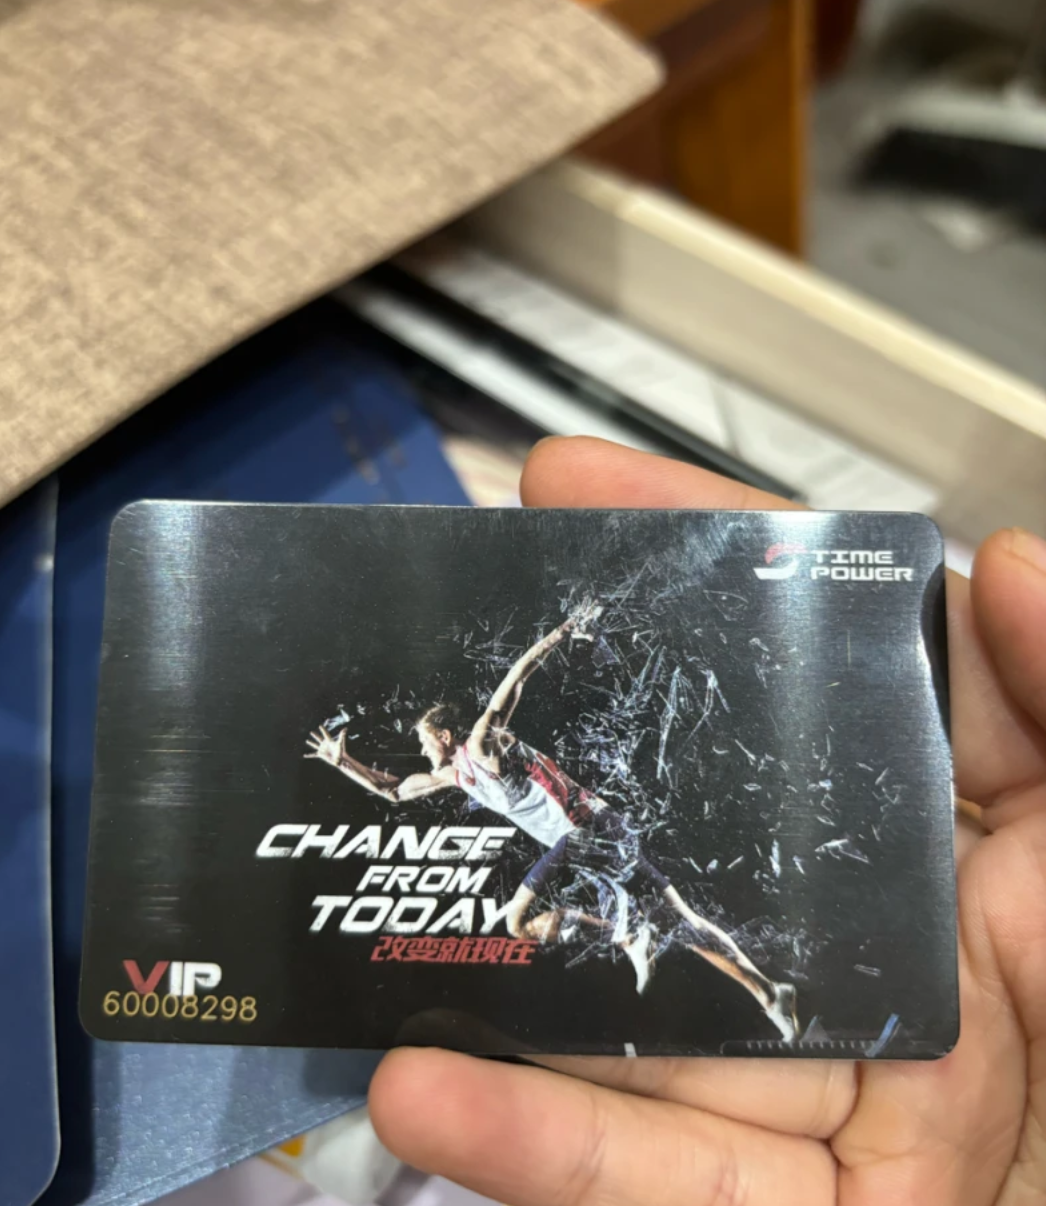 TIME
POWER
CHANGE
FROM
TODAY
改变就现在
VIP
60008298